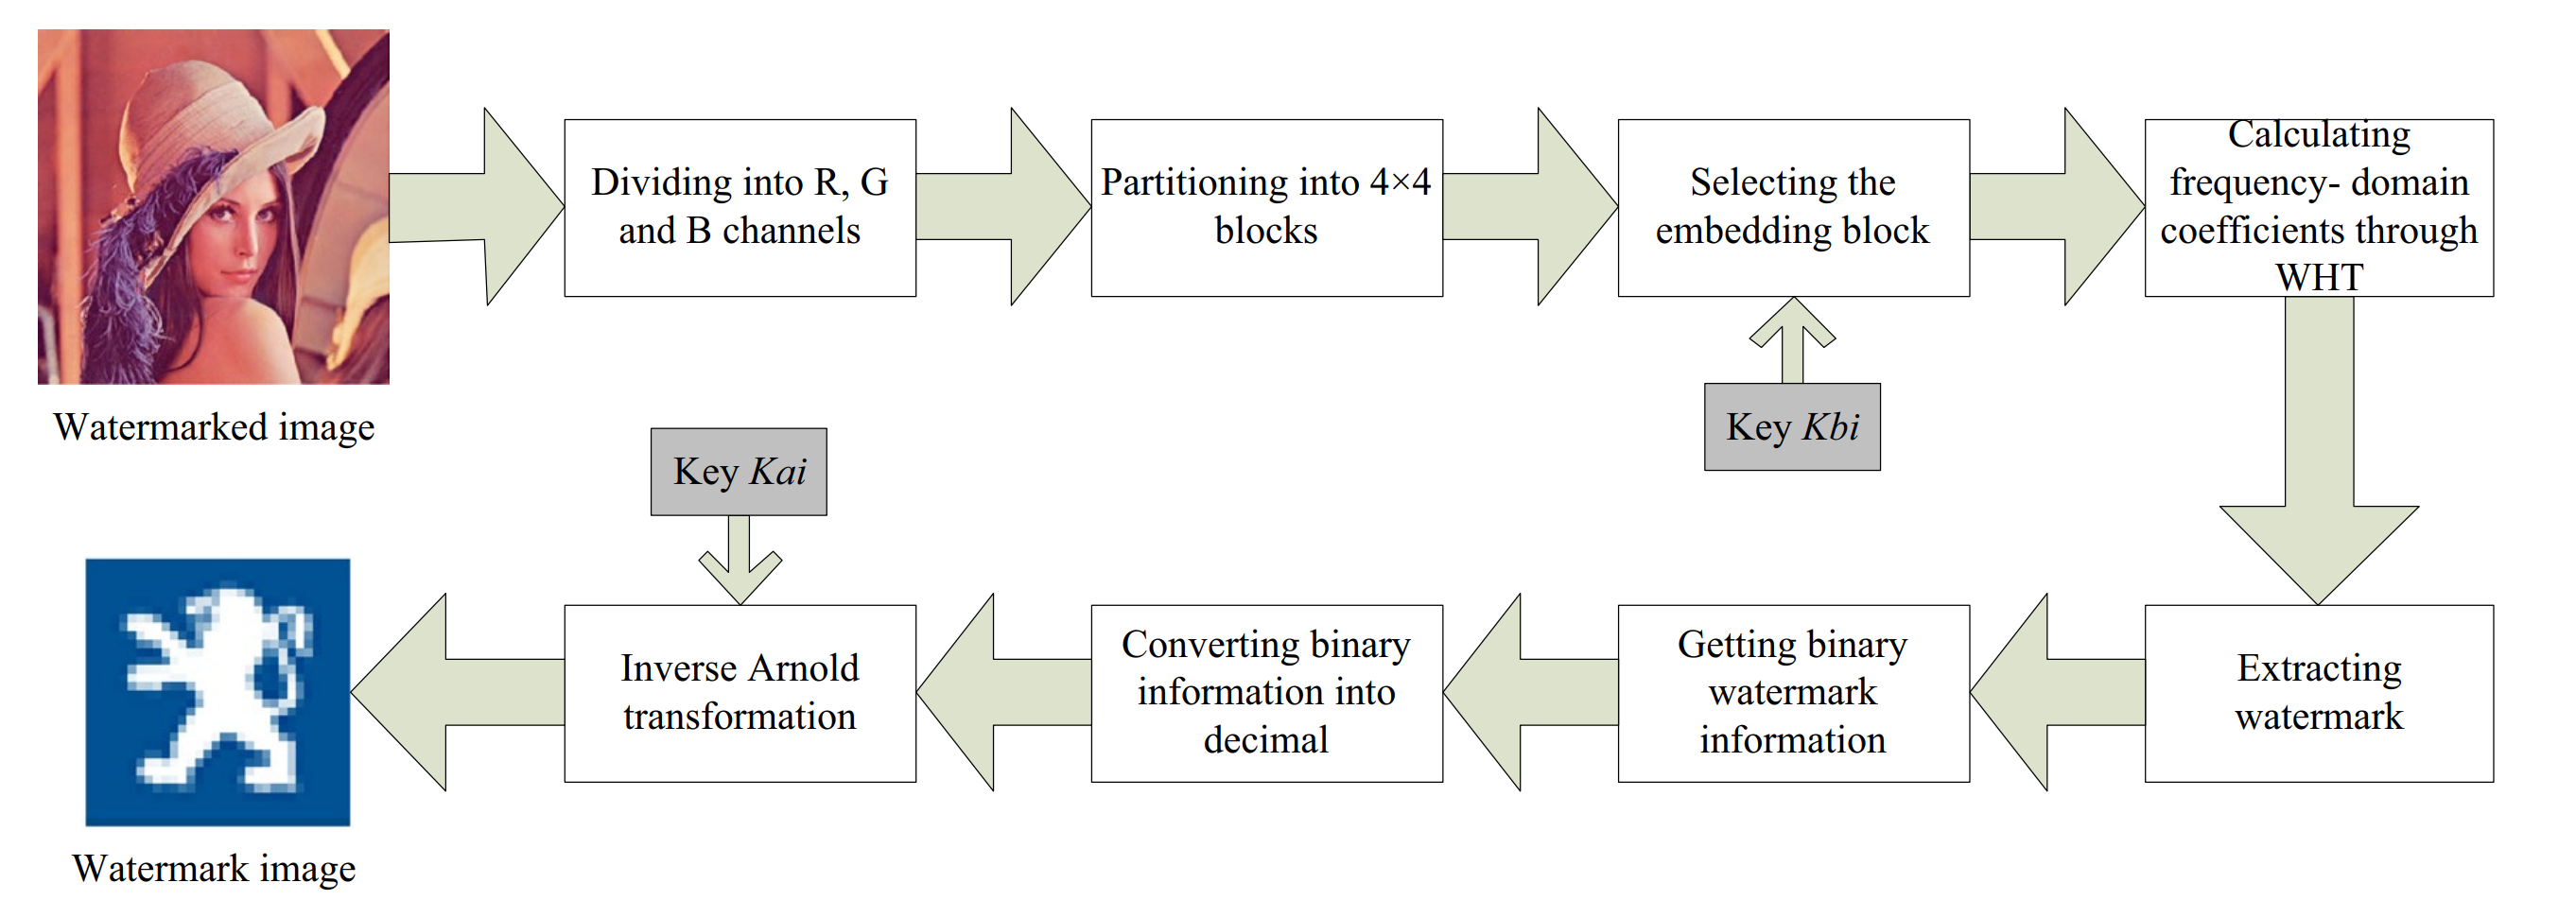 Watermarked image
Dividing into R, G
and B channels
Partitioning into 4×4
blocks
Selecting the
embedding block
Key Kbi
Calculating
frequency- domain
coefficients through
WHT
Extracting
watermark
Getting binary
watermark
information
Converting binary
information into
decimal
Key Kai
Inverse Arnold
transformation
Watermark image